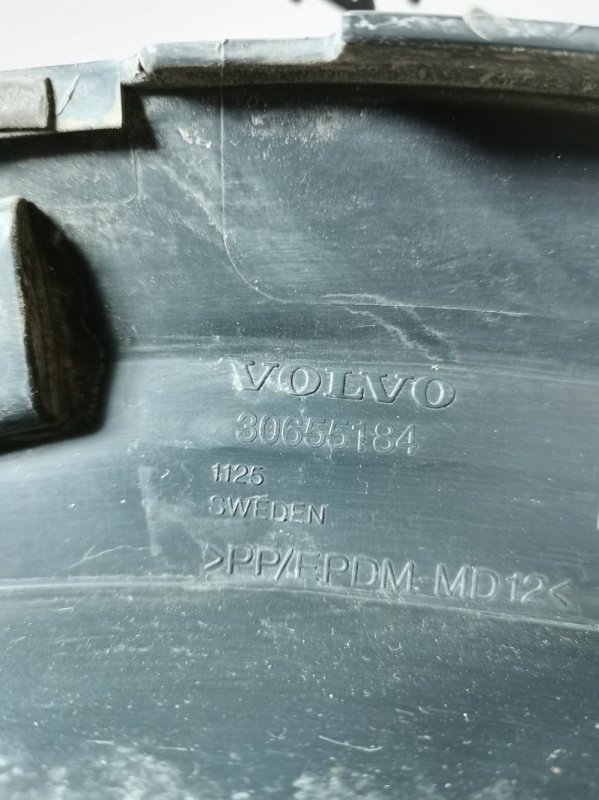 VOLVO
30655184
1125
SWEDEN
>PP/EPDM-MD12<